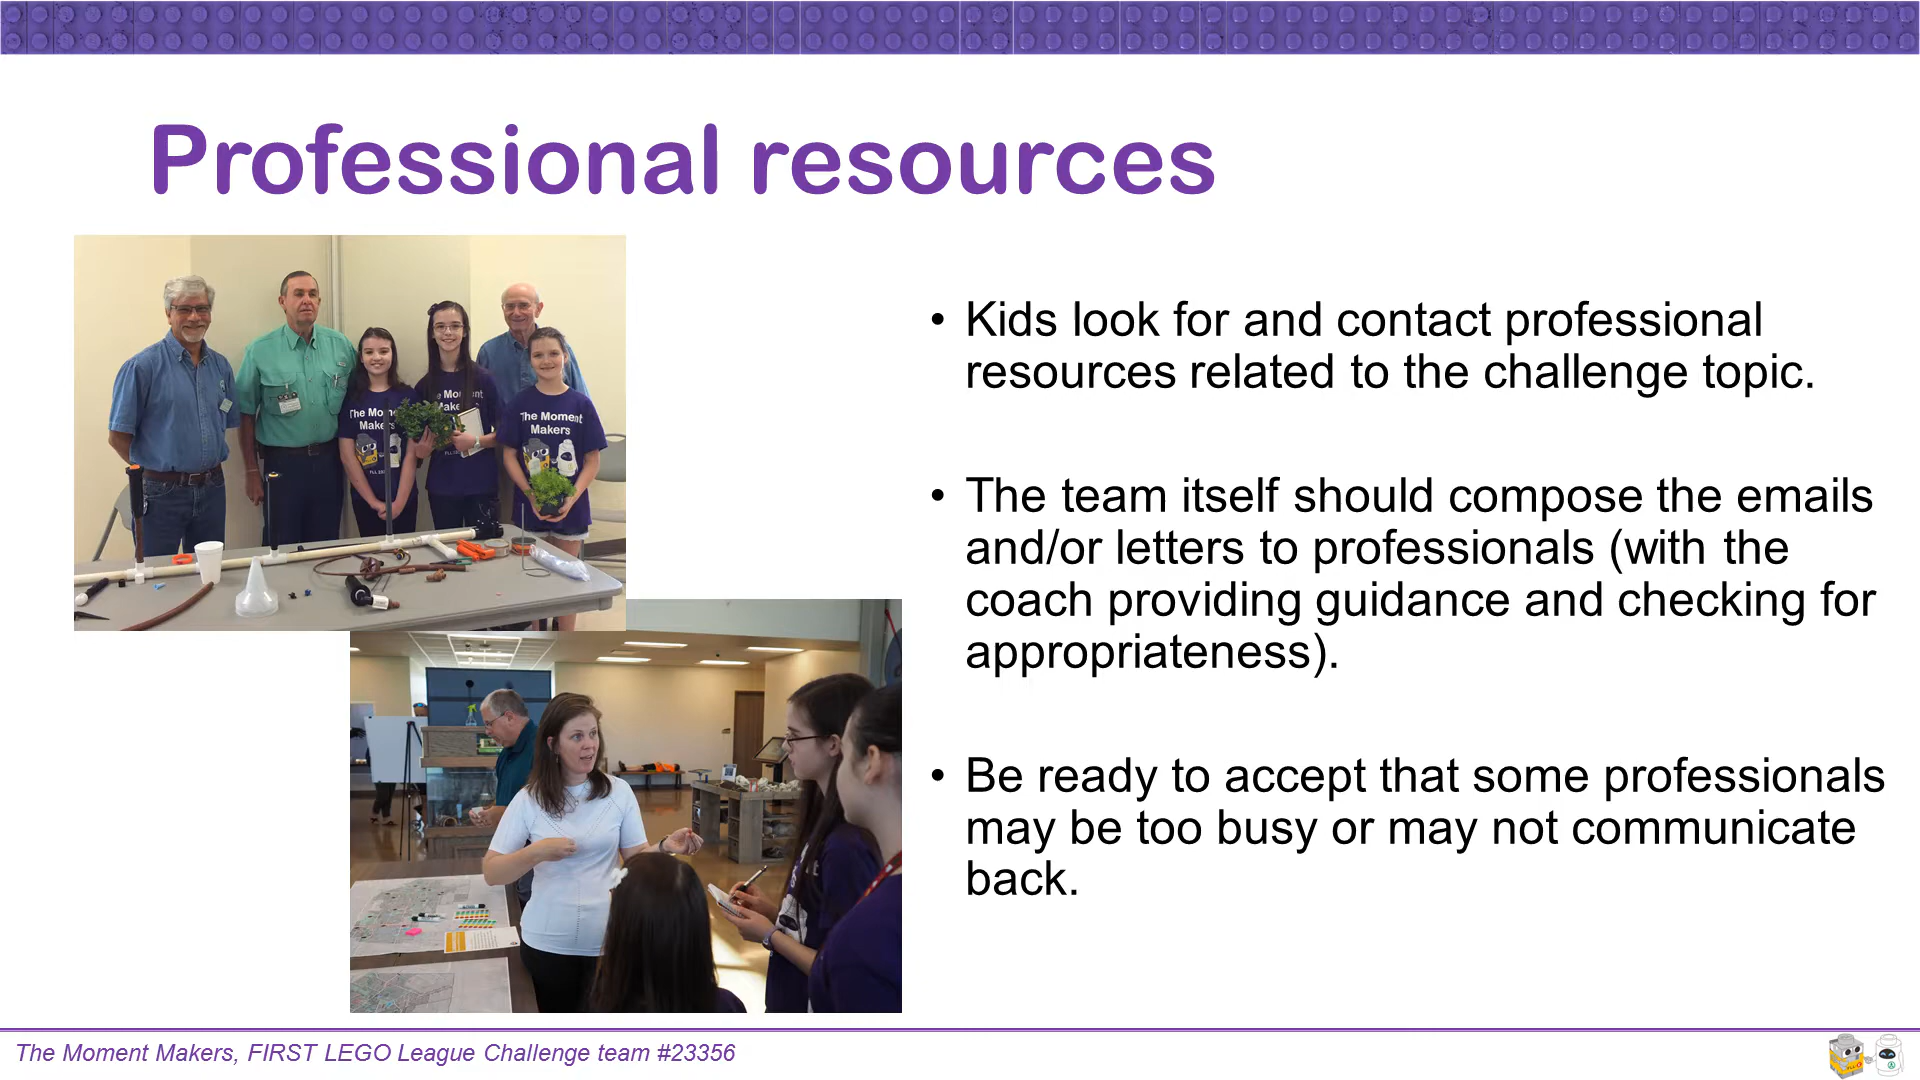 Professional resources
The Moment
Makers
The Moment
Makers
• Kids look for and contact professional
resources related to the challenge topic.
• The team itself should compose the emails
and/or letters to professionals (with the
coach providing guidance and checking for
appropriateness).
• Be ready to accept that some professionals
may be too busy or may not communicate
back.
The Moment Makers, FIRST LEGO League Challenge team #23356